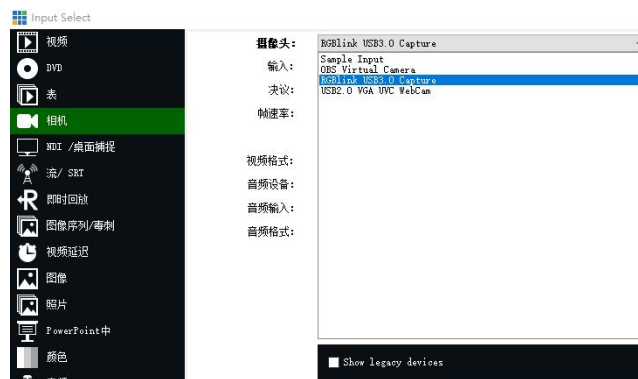 Input Select
视频
DVD
表
相机
NDI /桌面捕捉
流/ SRT
即时回放
图像序列/毒刺
视频延迟
图像
照片
PowerPoint中
颜色
摄像头: RGBlink USB3.0 Capture
输入:
决议:
帧速率:
视频格式:
音频设备:
音频输入:
音频格式:
Sample Input
OBS Virtual Camera
RGBlink USB3.0 Capture
USB2.0 VGA UVC WebCam
Show legacy devices